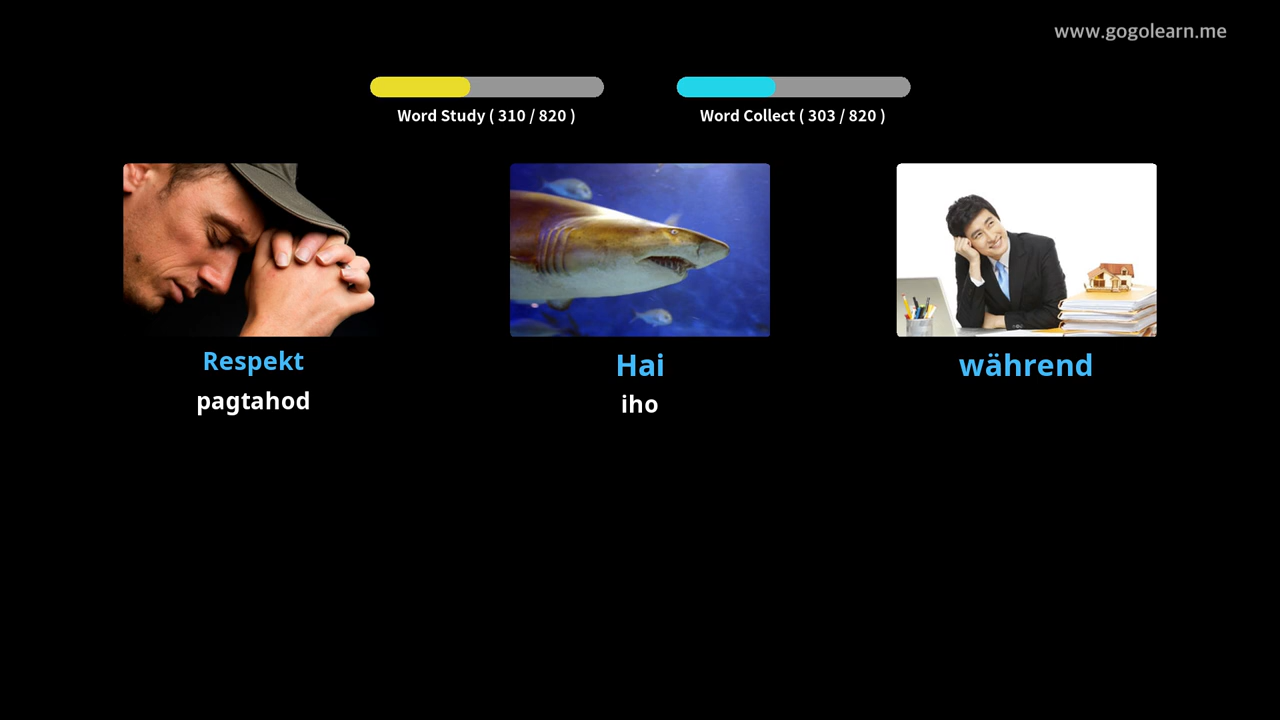 www.gogolearn.me
Word Study ( 310 / 820 )
Word Collect ( 303 / 820 )
Respekt
pagtahod
Hai
iho
während